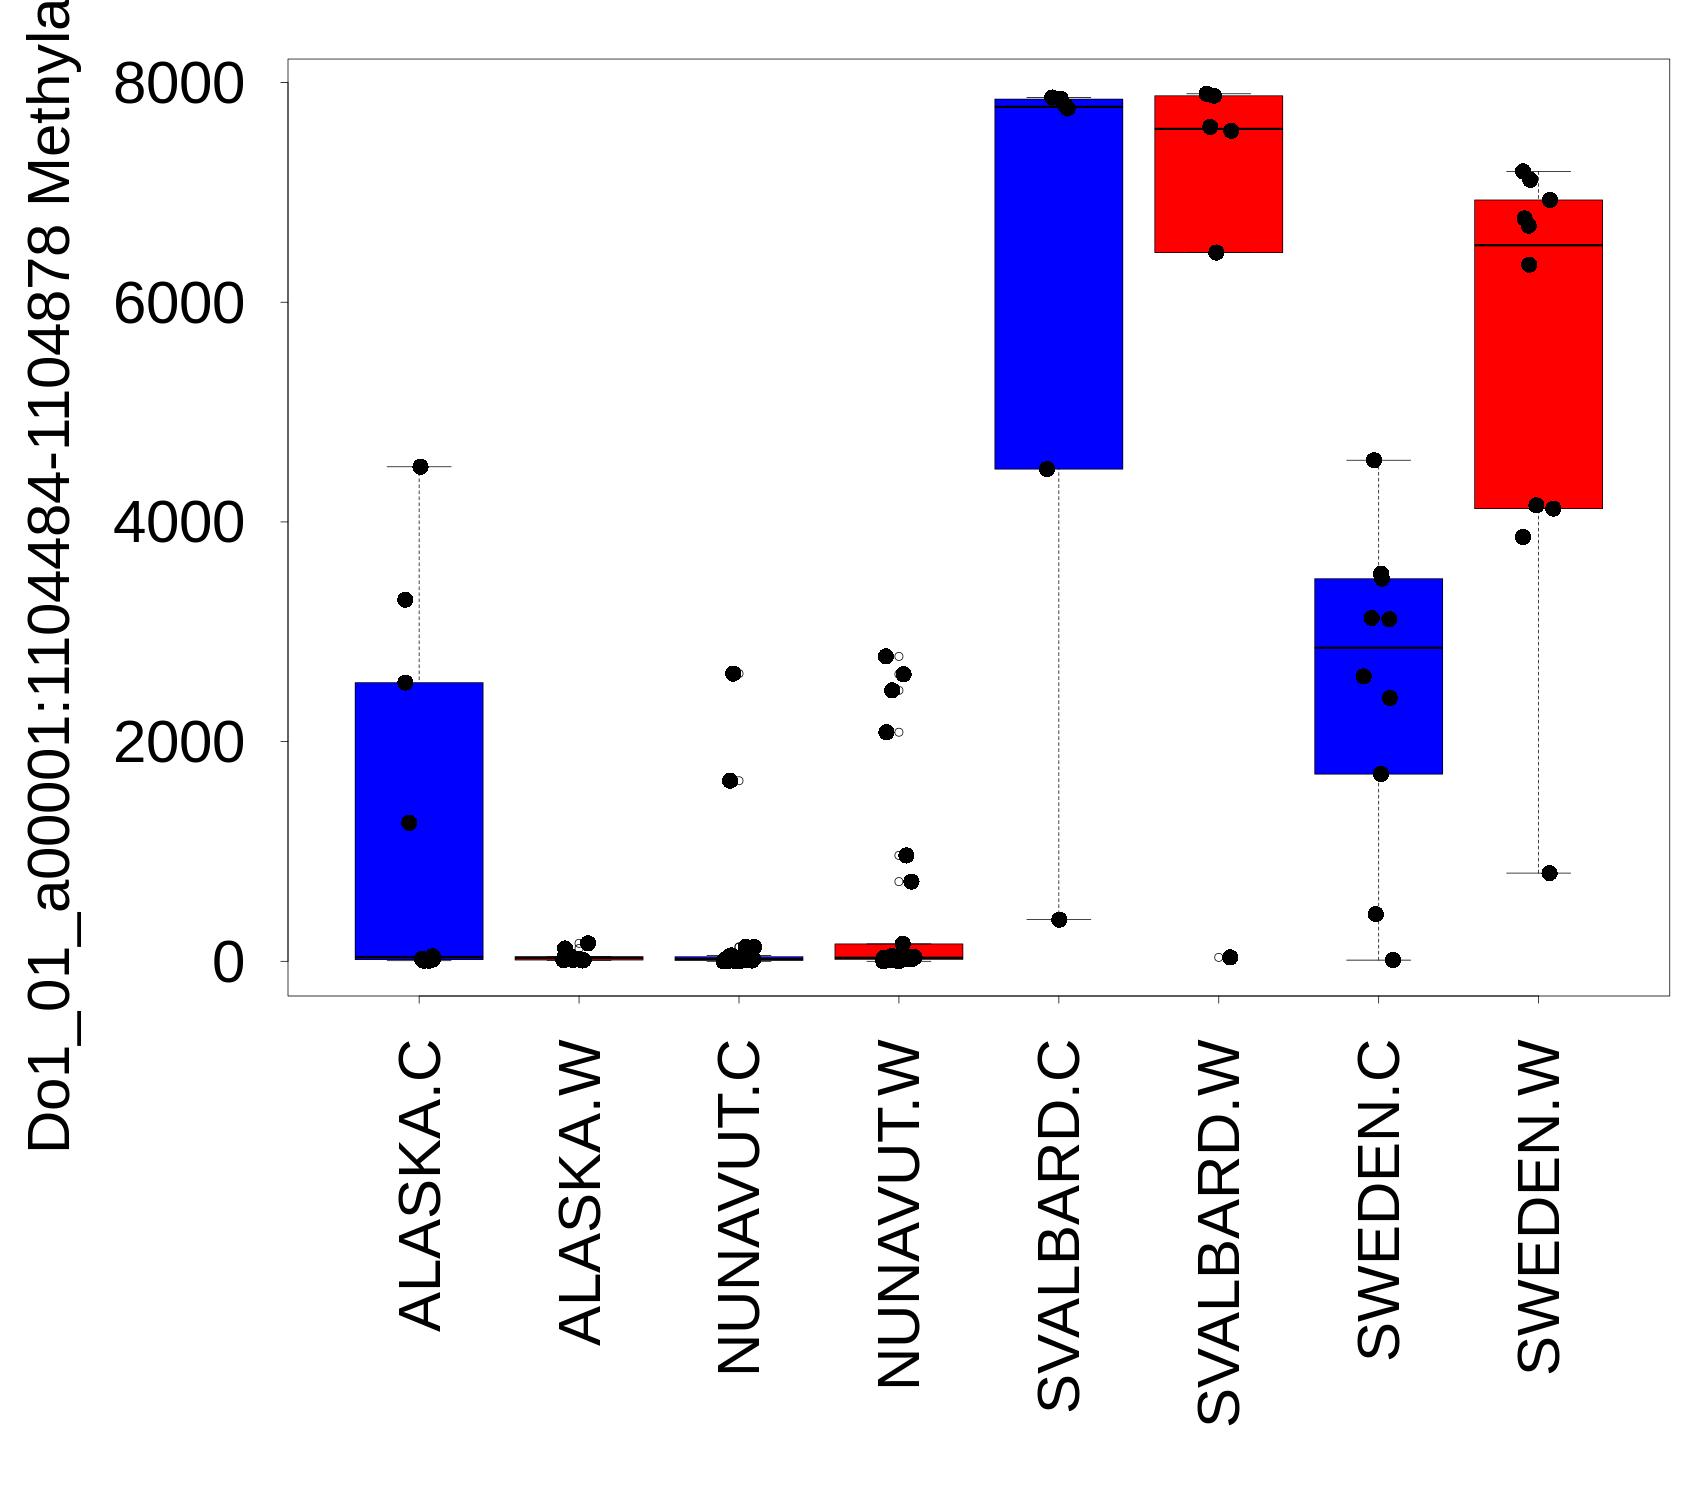 Do1_01_a00001:1104484-1104878 Methyla
8000
6000
4000
2000
0
ALASKA.C
ALASKA.W
NUNAVUT.C
NUNAVUT.W
SVALBARD.C
SVALBARD.W
SWEDEN.C
SWEDEN.W